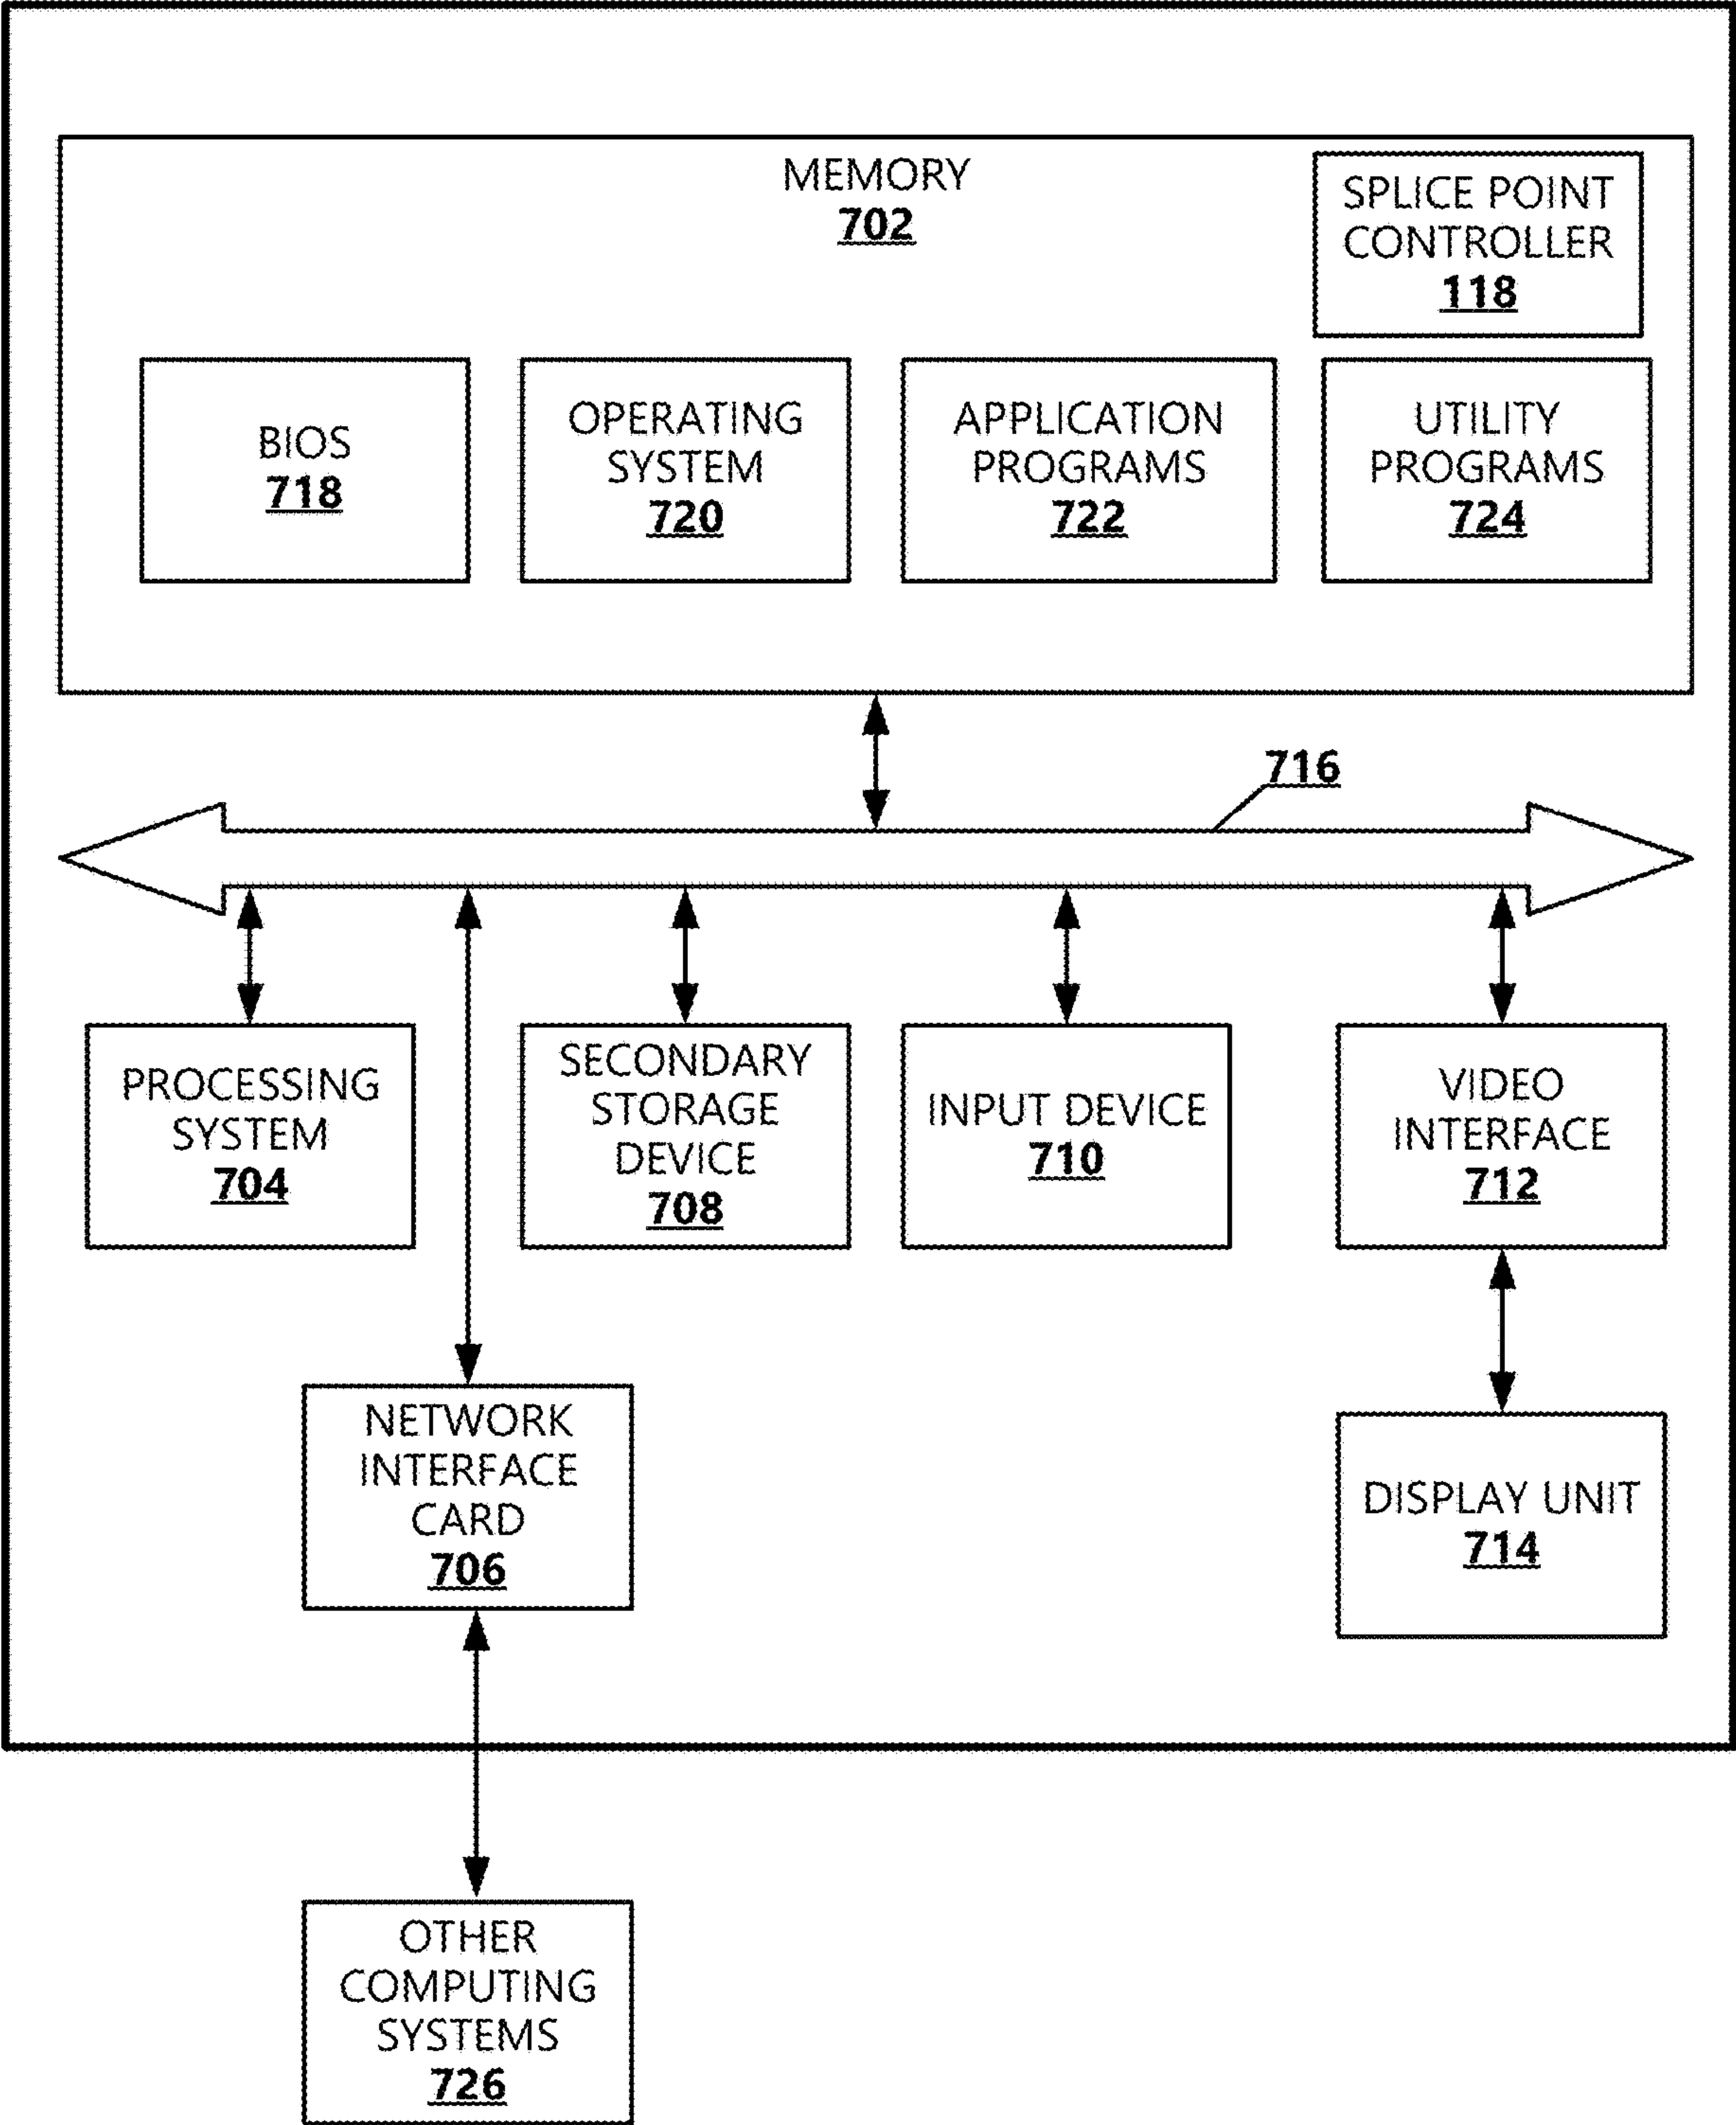 MEMORY
702
SPLICE POINT
CONTROLLER
118
BIOS
718
OPERATING
SYSTEM
720
APPLICATION
PROGRAMS
722
UTILITY
PROGRAMS
724
716
PROCESSING
SYSTEM
704
SECONDARY
STORAGE
DEVICE
708
INPUT DEVICE
710
VIDEO
INTERFACE
712
NETWORK
INTERFACE
CARD
706
DISPLAY UNIT
714
OTHER
COMPUTING
SYSTEMS
726